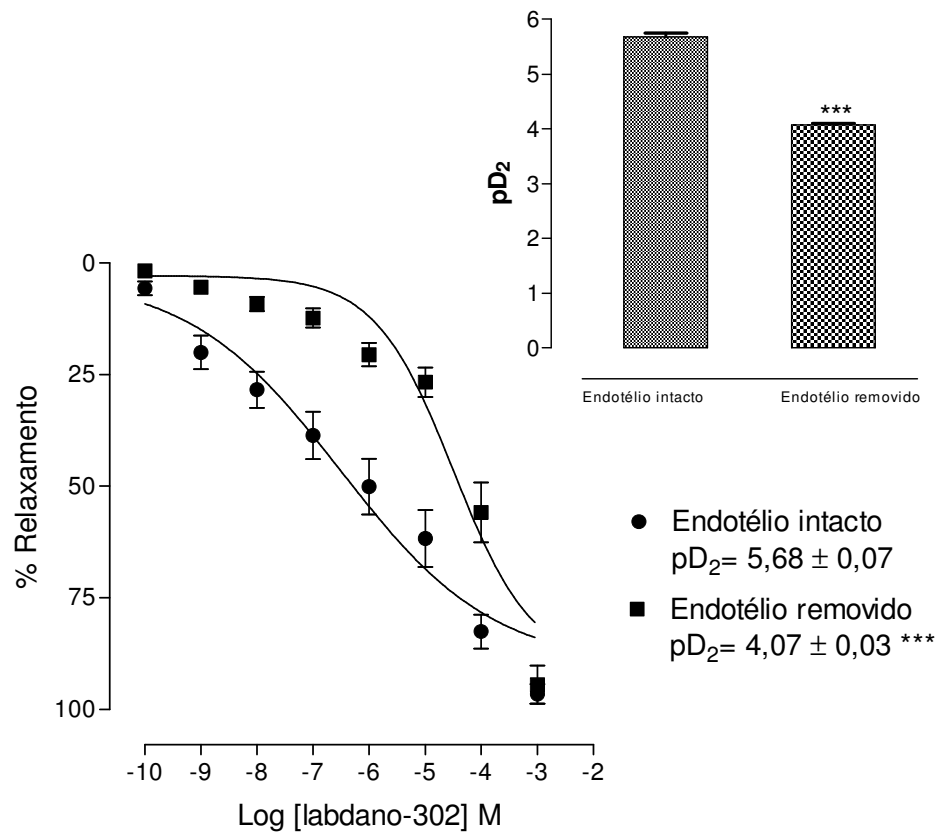 6
5
4
3
2
1
0
pD2
***
Endotélio intacto
Endotélio removido
0
25
50
75
100
% Relaxamento
-10 -9 -8 -7 -6 -5 -4 -3 -2
Log [labdano-302] M
Endotélio intacto
pD2= 5,68 ± 0,07
Endotélio removido
pD2= 4,07 ± 0,03 ***